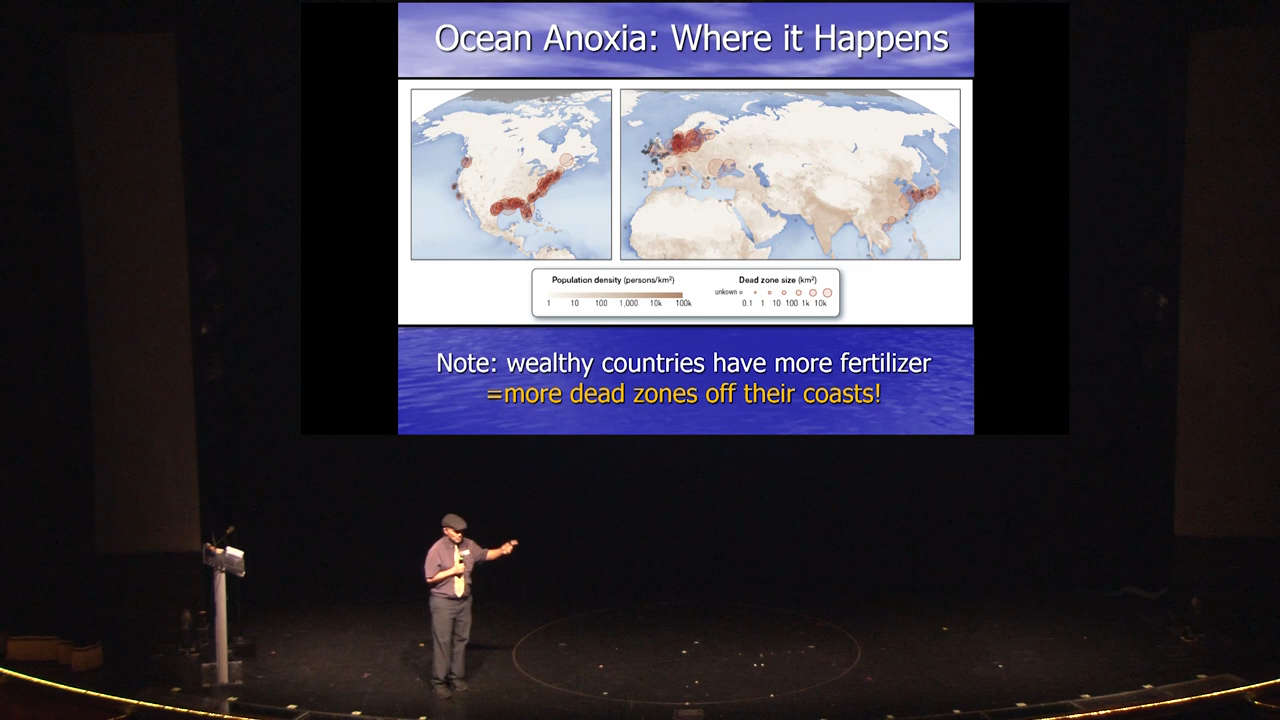 Ocean Anoxia: Where it Happens
Population density (persons/km²)
1 10 100 1,000 10k 100k
Dead zone size (km²)
unkown
0.1 1 10 100 1k 10k
Note: wealthy countries have more fertilizer
=more dead zones off their coasts!